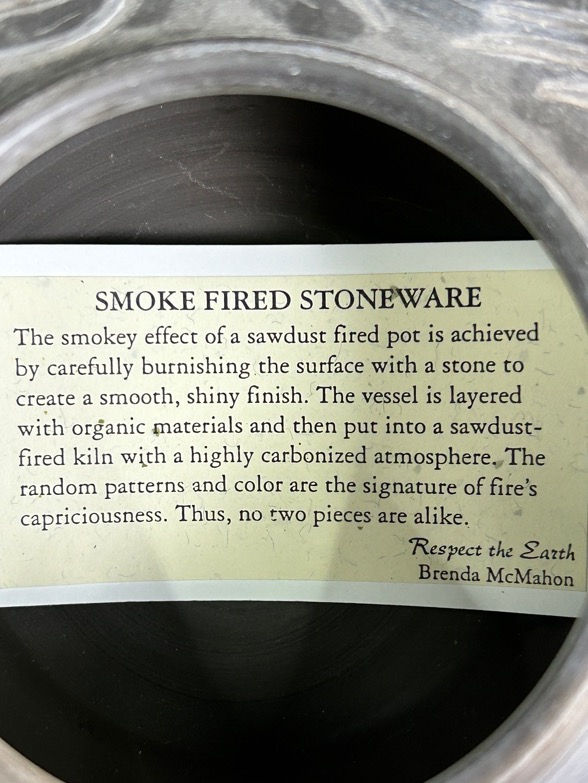 SMOKE FIRED STONEWARE
The smokey effect of a sawdust fired pot is achieved
by carefully burnishing the surface with a stone to
create a smooth, shiny finish. The vessel is layered
with organic materials and then put into a sawdust-
fired kiln with a highly carbonized atmosphere. The
random patterns and color are the signature of fire's
capriciousness. Thus, no two pieces are alike.
Respect the Earth
Brenda McMahon